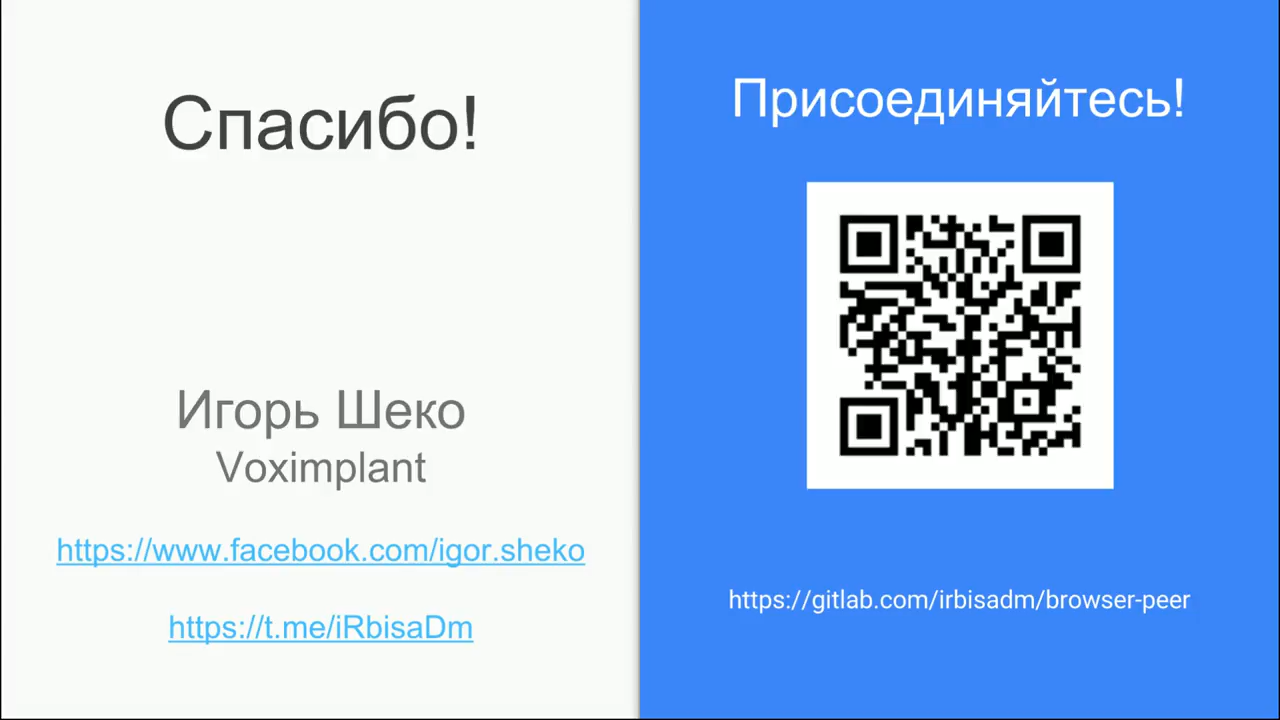 Спасибо!
Игорь Шеко
Voximplant
https://www.facebook.com/igor.sheko
https://t.me/iRbisaDm
Присоединяйтесь!
https://gitlab.com/irbisadm/browser-peer